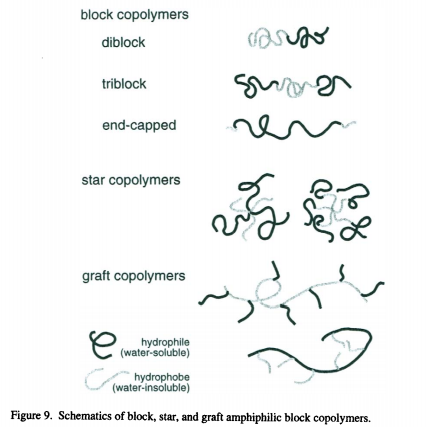 block copolymers
diblock
triblock
end-capped
star copolymers
graft copolymers
hydrophile
(water-soluble)
hydrophobe
(water-insoluble)
Figure 9. Schematics of block, star, and graft amphiphilic block copolymers.